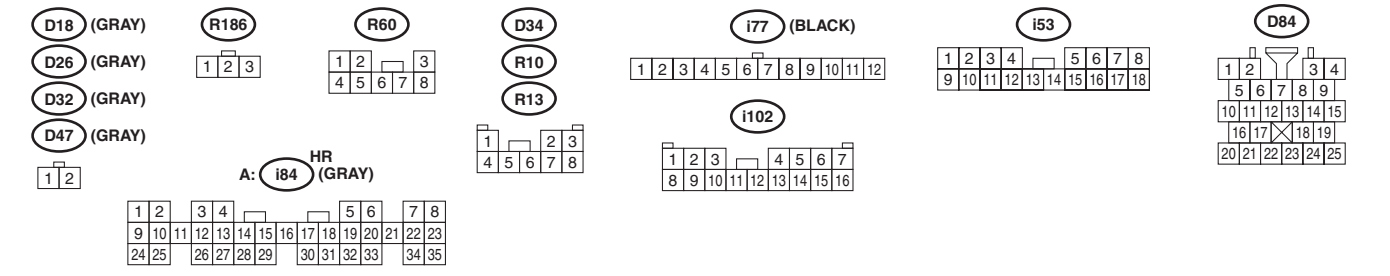 D18 (GRAY)
D26 (GRAY)
D32 (GRAY)
D47 (GRAY)
1 2
R186
1 2 3
R60
1 2 3
4 5 6 7 8
D34
R10
R13
1 2 3
4 5 6 7 8
i77 (BLACK)
1 2 3 4 5 6 7 8 9 10 11 12
i102
1 2 3 4 5 6 7
8 9 10 11 12 13 14 15 16
i53
1 2 3 4 5 6 7 8
9 10 11 12 13 14 15 16 17 18
D84
1 2 3 4
5 6 7 8 9
10 11 12 13 14 15
16 17 18 19
20 21 22 23 24 25
HR
A: i84 (GRAY)
1 2 3 4 5 6 7 8
9 10 11 12 13 14 15 16 17 18 19 20 21 22 23
24 25 26 27 28 29 30 31 32 33 34 35